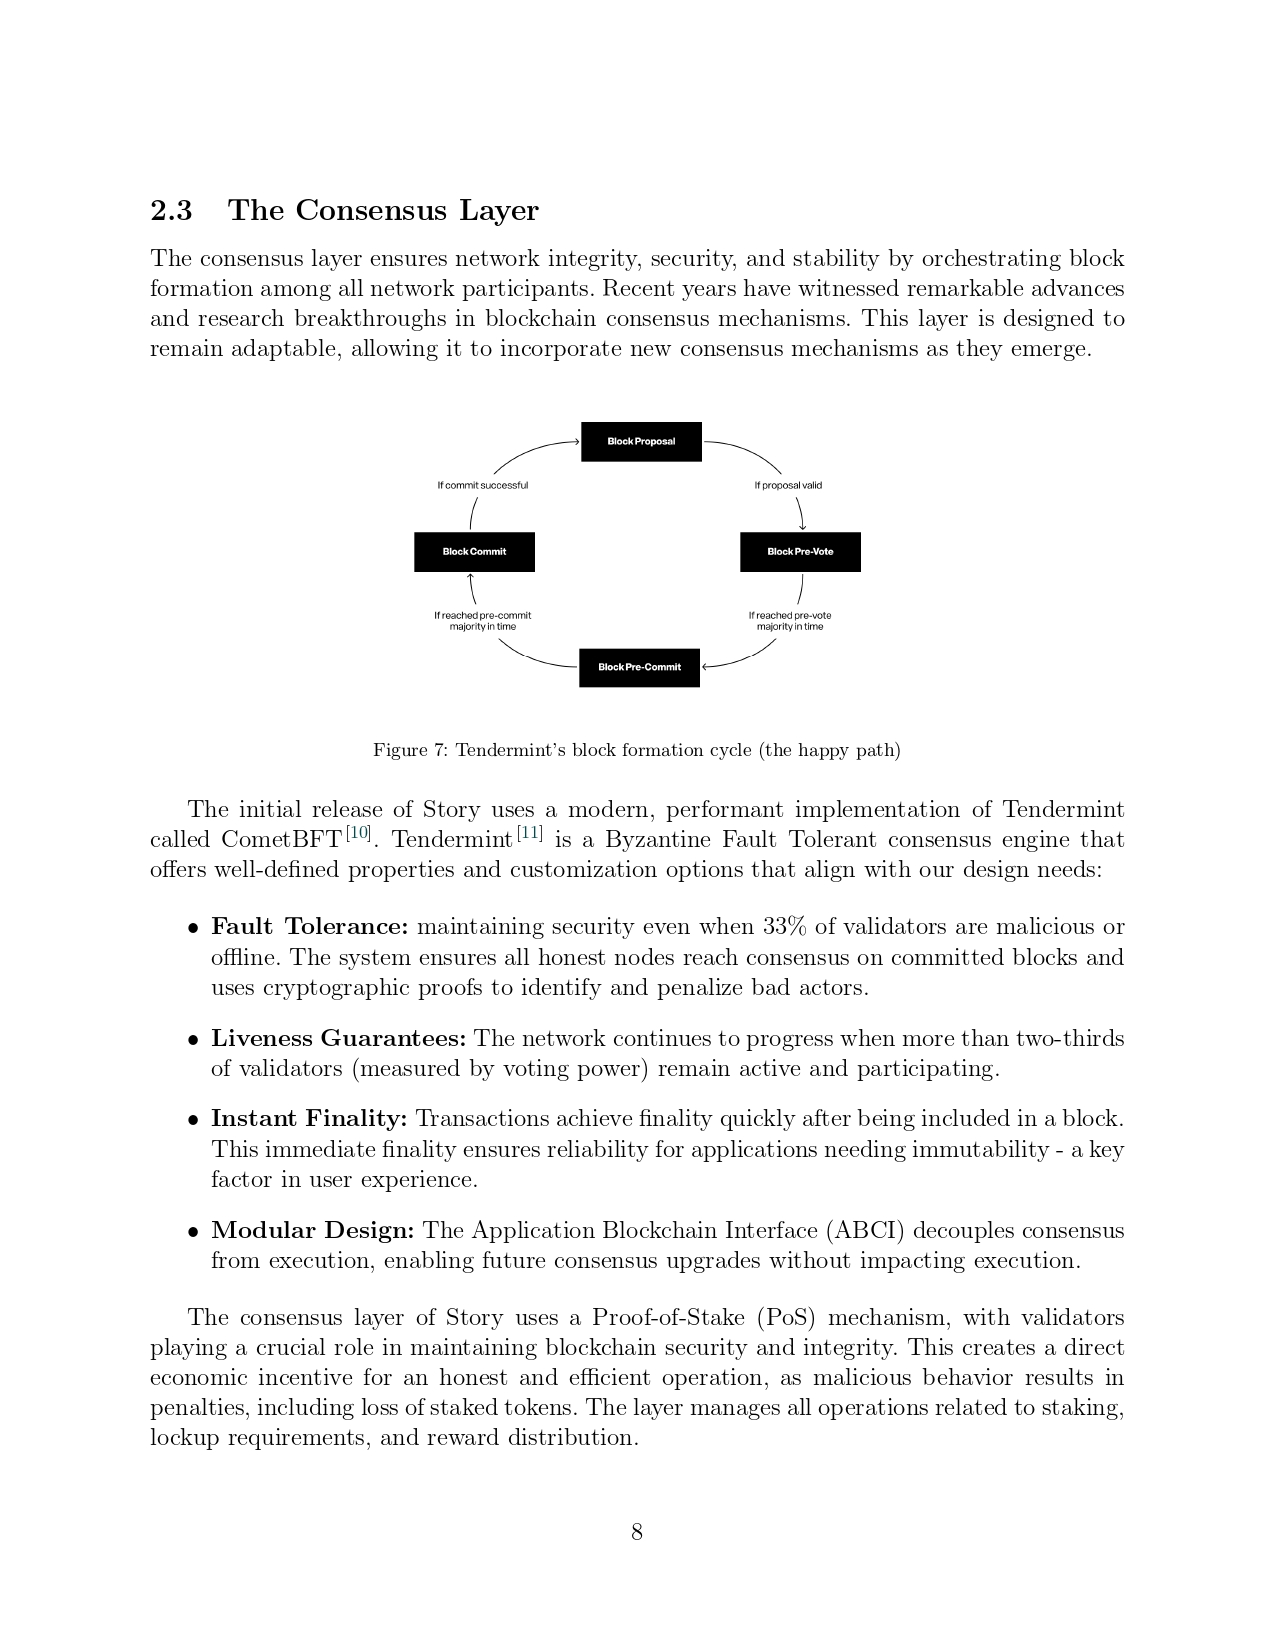 2.3 The Consensus Layer
The consensus layer ensures network integrity, security, and stability by orchestrating block
formation among all network participants. Recent years have witnessed remarkable advances
and research breakthroughs in blockchain consensus mechanisms. This layer is designed to
remain adaptable, allowing it to incorporate new consensus mechanisms as they emerge.
Block Proposal
If commit successful
If proposal valid
Block Commit
Block Pre-Vote
If reached pre-commit
majority in time
If reached pre-vote
majority in time
Block Pre-Commit
Figure 7: Tendermint's block formation cycle (the happy path)
The initial release of Story uses a modern, performant implementation of Tendermint
called CometBFT[10]. Tendermint[11] is a Byzantine Fault Tolerant consensus engine that
offers well-defined properties and customization options that align with our design needs:
• Fault Tolerance: maintaining security even when 33% of validators are malicious or
offline. The system ensures all honest nodes reach consensus on committed blocks and
uses cryptographic proofs to identify and penalize bad actors.
• Liveness Guarantees: The network continues to progress when more than two-thirds
of validators (measured by voting power) remain active and participating.
• Instant Finality: Transactions achieve finality quickly after being included in a block.
This immediate finality ensures reliability for applications needing immutability - a key
factor in user experience.
• Modular Design: The Application Blockchain Interface (ABCI) decouples consensus
from execution, enabling future consensus upgrades without impacting execution.
The consensus layer of Story uses a Proof-of-Stake (PoS) mechanism, with validators
playing a crucial role in maintaining blockchain security and integrity. This creates a direct
economic incentive for an honest and efficient operation, as malicious behavior results in
penalties, including loss of staked tokens. The layer manages all operations related to staking,
lockup requirements, and reward distribution.
8